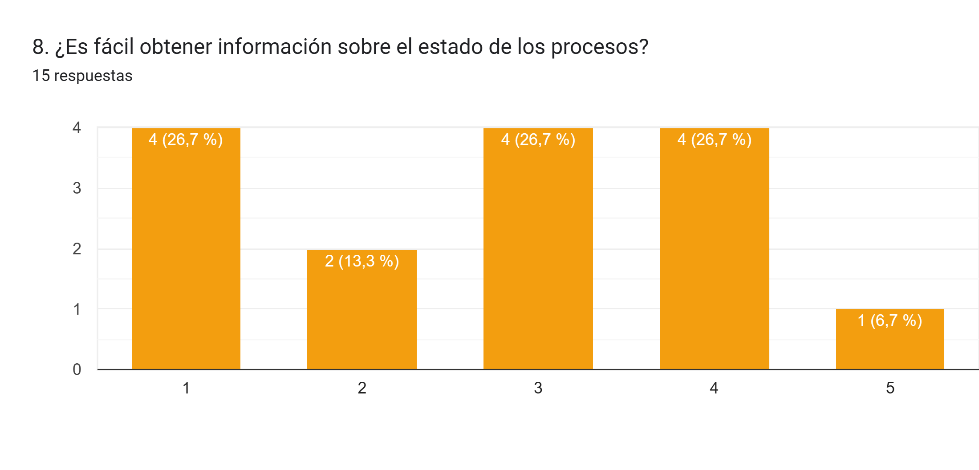 8. ¿Es fácil obtener información sobre el estado de los procesos?
15 respuestas
4
3
2
1
0
4 (26,7 %)
2 (13,3 %)
4 (26,7 %)
4 (26,7 %)
1 (6,7 %)
1
2
3
4
5